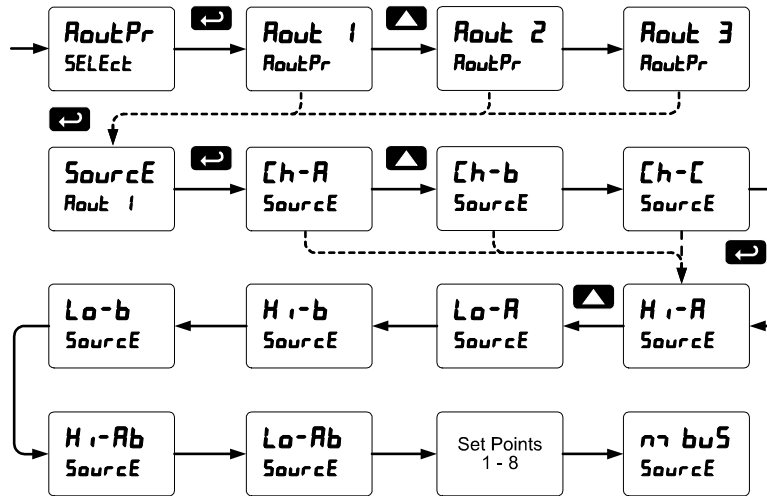 AoutPr
SELEct
Aout 1
AoutPr
Aout 2
AoutPr
Aout 3
AoutPr
SourcE
Aout 1
Ch-A
SourcE
Ch-b
SourcE
Ch-C
SourcE
Lo-b
SourcE
Hi-b
SourcE
Lo-A
SourcE
Hi-A
SourcE
Hi-Ab
SourcE
Lo-Ab
SourcE
Set Points
1 - 8
m buS
SourcE